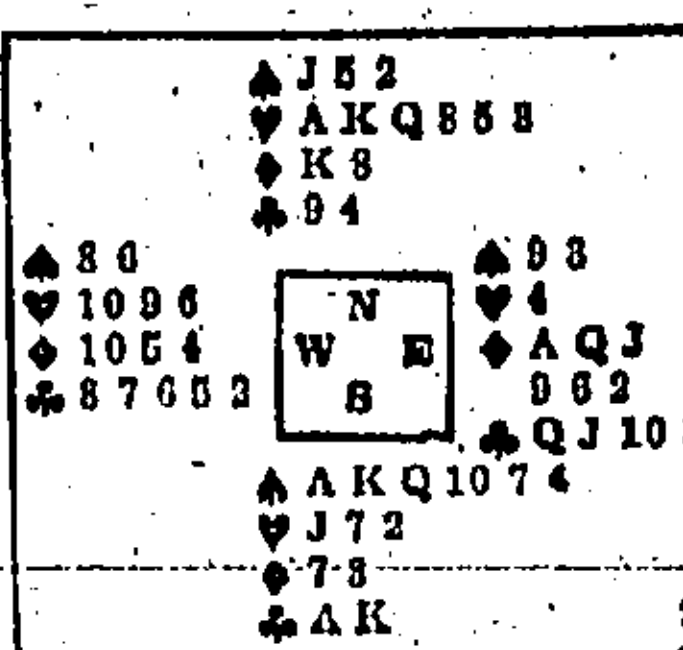 ♠ J 5 2
♥ A K Q 8 5 3
♦ K 8
♣ 9 4
♠ 8 6
♥ 10 9 6
♦ 10 5 4
♣ 8 7 6 5 2
N
W E
S
♠ 9 3
♥ 4
♦ A Q J
9 6 2
♣ Q J 10
♠ A K Q 10 7 4
♥ J 7 2
♦ 7 3
♣ A K